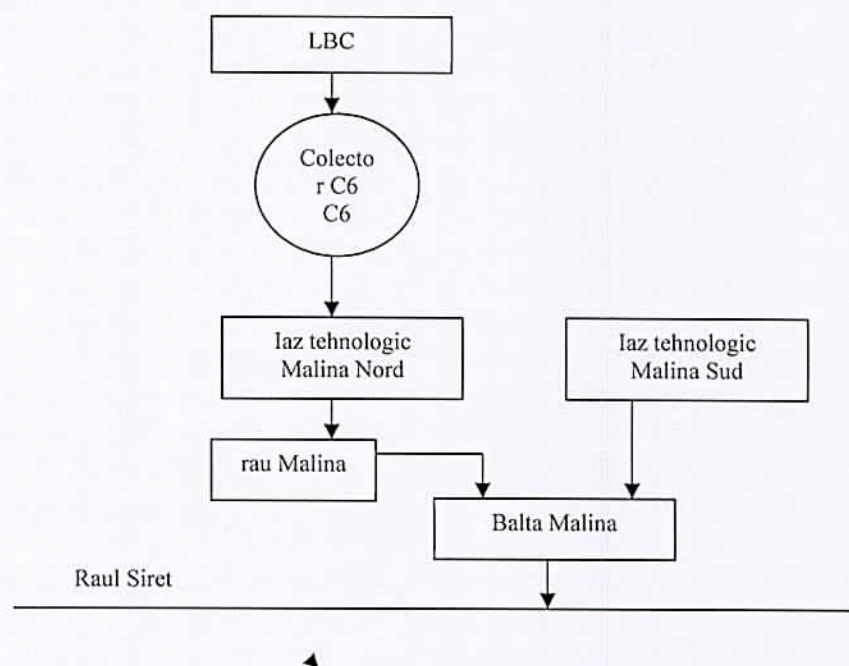 LBC
Colecto
r C6
C6
Iaz tehnologic
Malina Nord
Iaz tehnologic
Malina Sud
rau Malina
Balta Malina
Raul Siret